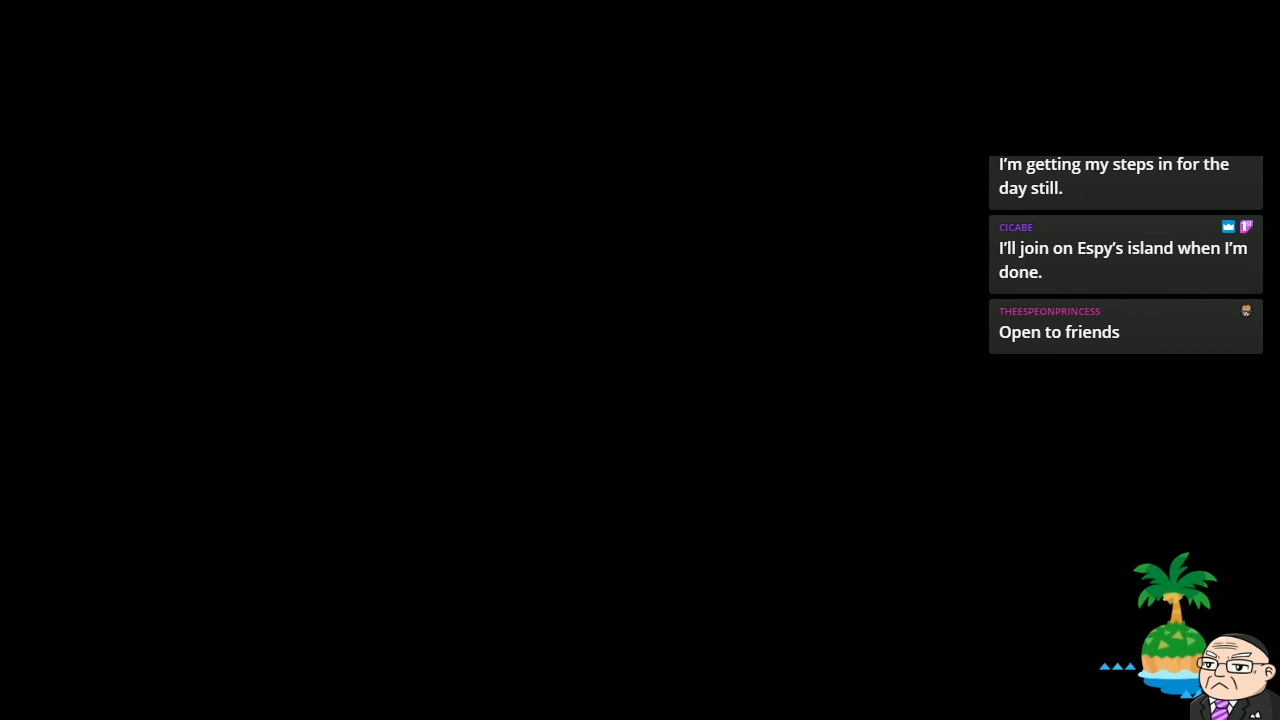 I'm getting my steps in for the
day still.
CICABE
I'll join on Espy's island when I'm
done.
THEESPEONPRINCESS
Open to friends